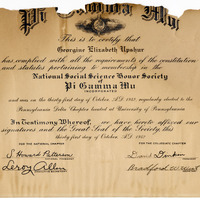 Pi Gamma Mu
This is to certify that
Georgine Elizabeth Upshur
has complied with all the requirements of the constitution
and statutes pertaining to membership in the
National Social Science Honor Society
of
Pi Gamma Mu
INCORPORATED
and was on the thirty first day of October A.D. regularly elected to the
Pennsylvania Delta Chapter located at University of Pennsylvania.
In Testimony Whereof, we have hereto affixed our
signatures and the Great Seal of the Society this
thirty first day of October A.D.
FOR THE NATIONAL CHAPTER
FOR THE CHAPTER
S. Howard Patterson
Leroy Allen